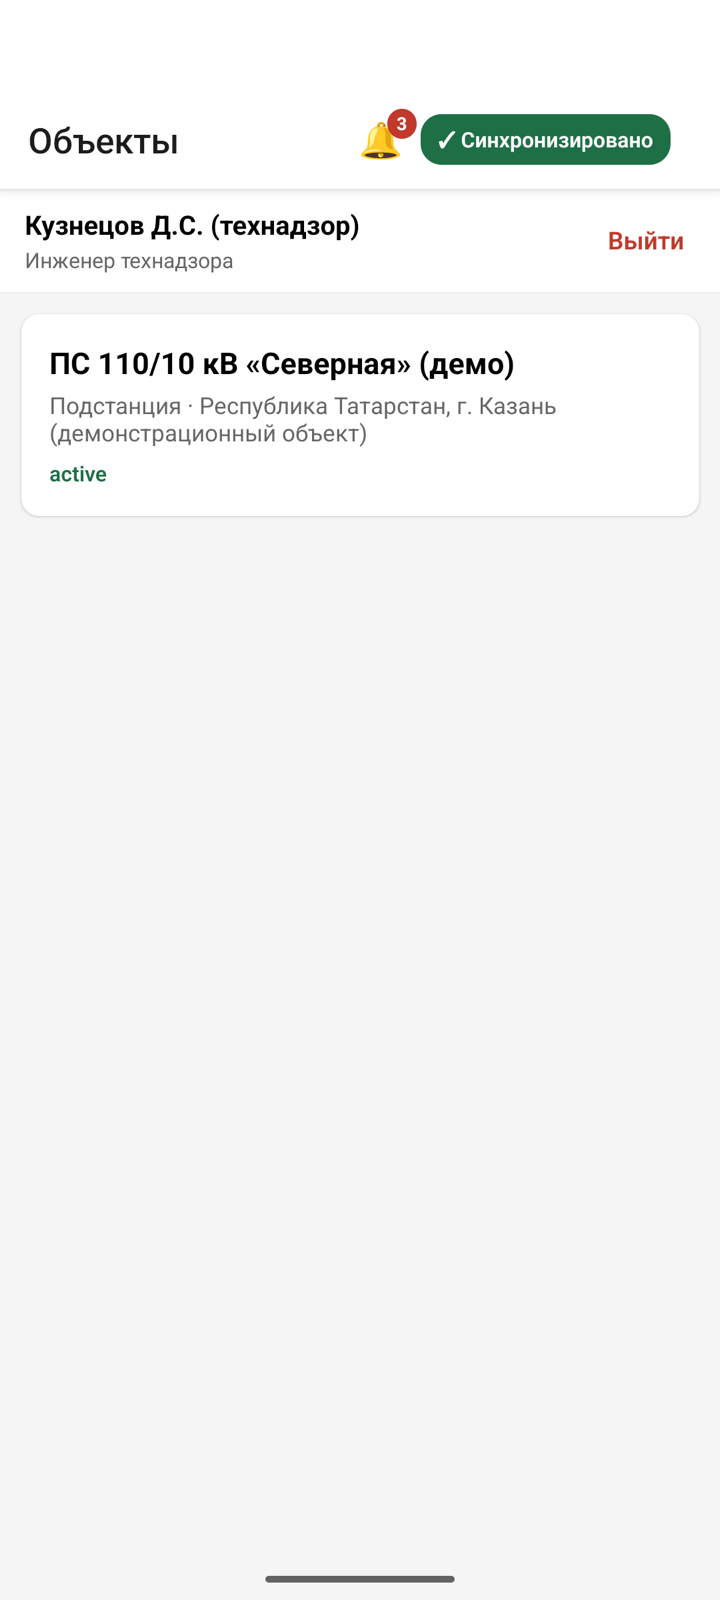 Объекты
3
✓ Синхронизировано
Кузнецов Д.С. (технадзор)
Инженер технадзора
Выйти
ПС 110/10 кВ «Северная» (демо)
Подстанция · Республика Татарстан, г. Казань
(демонстрационный объект)
active